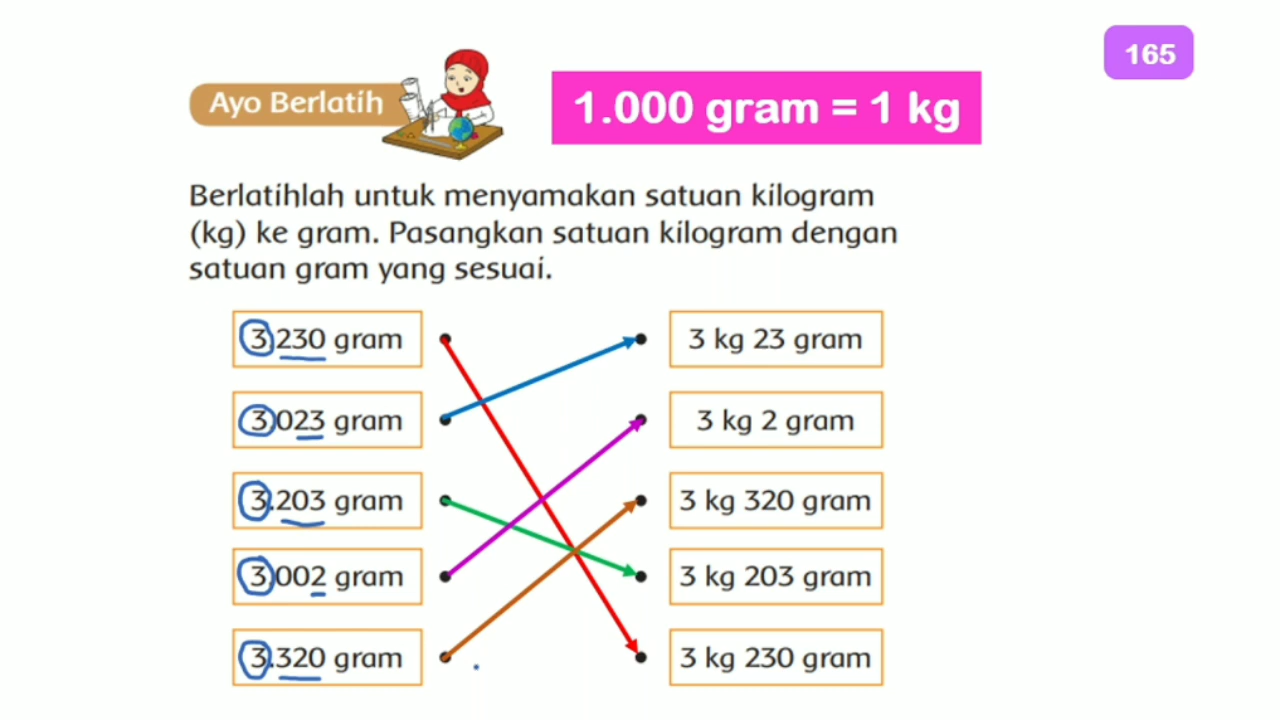 165
Ayo Berlatih
1.000 gram = 1 kg
Berlatihlah untuk menyamakan satuan kilogram
(kg) ke gram. Pasangkan satuan kilogram dengan
satuan gram yang sesuai.
3.230 gram
3 kg 23 gram
3.023 gram
3 kg 2 gram
3.203 gram
3 kg 320 gram
3.002 gram
3 kg 203 gram
3.320 gram
3 kg 230 gram